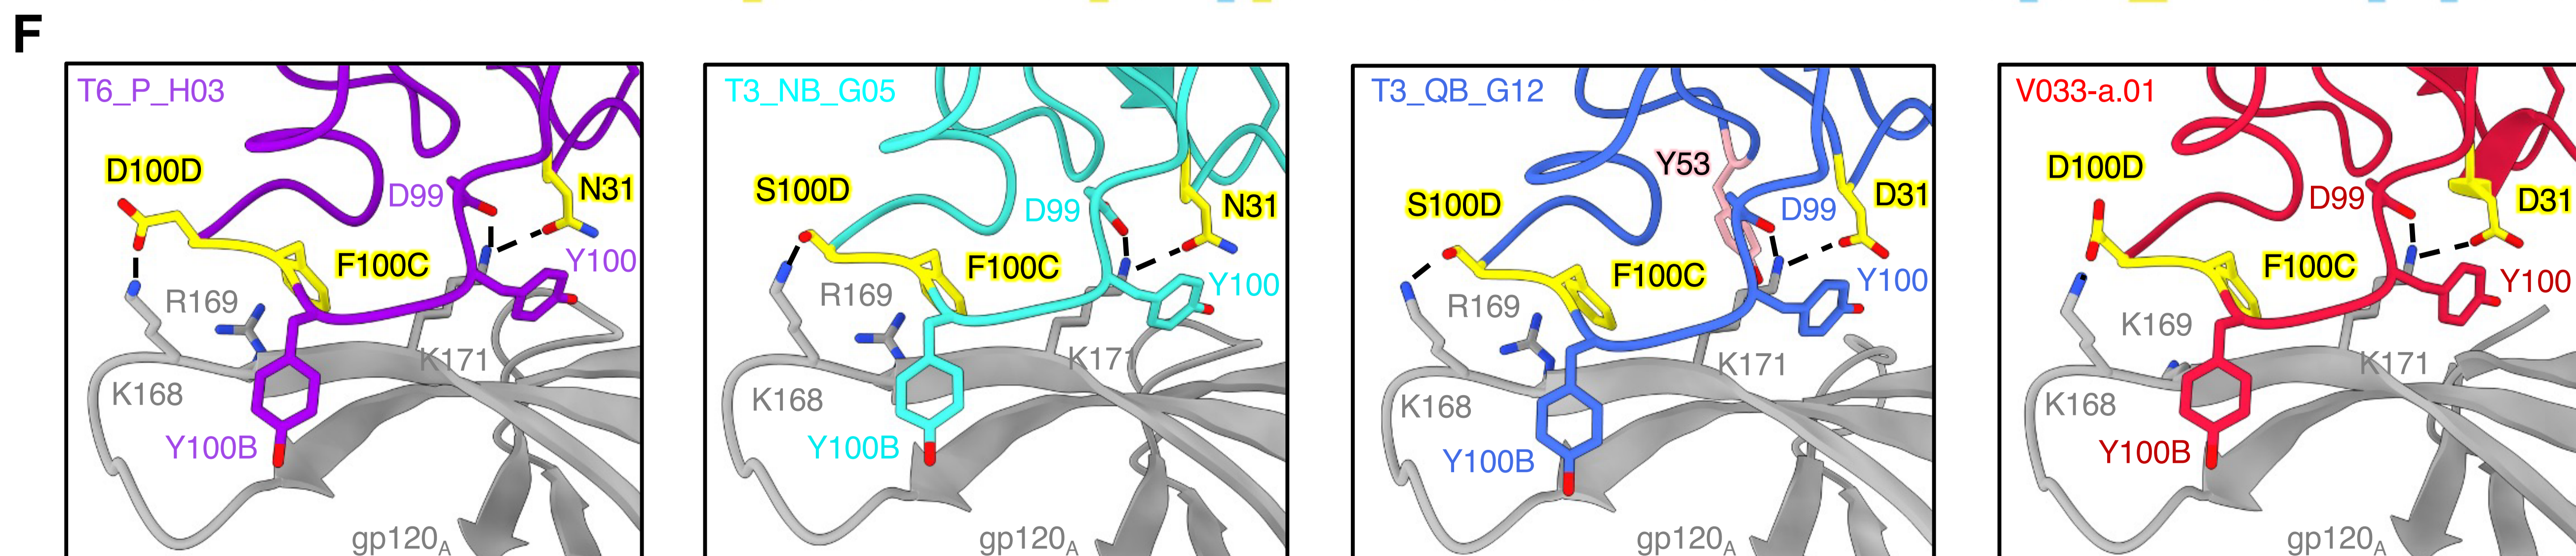 F
T6_P_H03
D100D
D99
N31
F100C
Y100
R169
K171
K168
Y100B
gp120A
T3_NB_G05
S100D
D99
N31
F100C
Y100
R169
K171
K168
Y100B
gp120A
T3_QB_G12
Y53
S100D
D99
D31
F100C
Y100
R169
K171
K168
Y100B
gp120A
V033-a.01
D100D
D99
D31
F100C
Y100
K169
K171
K168
Y100B
gp120A